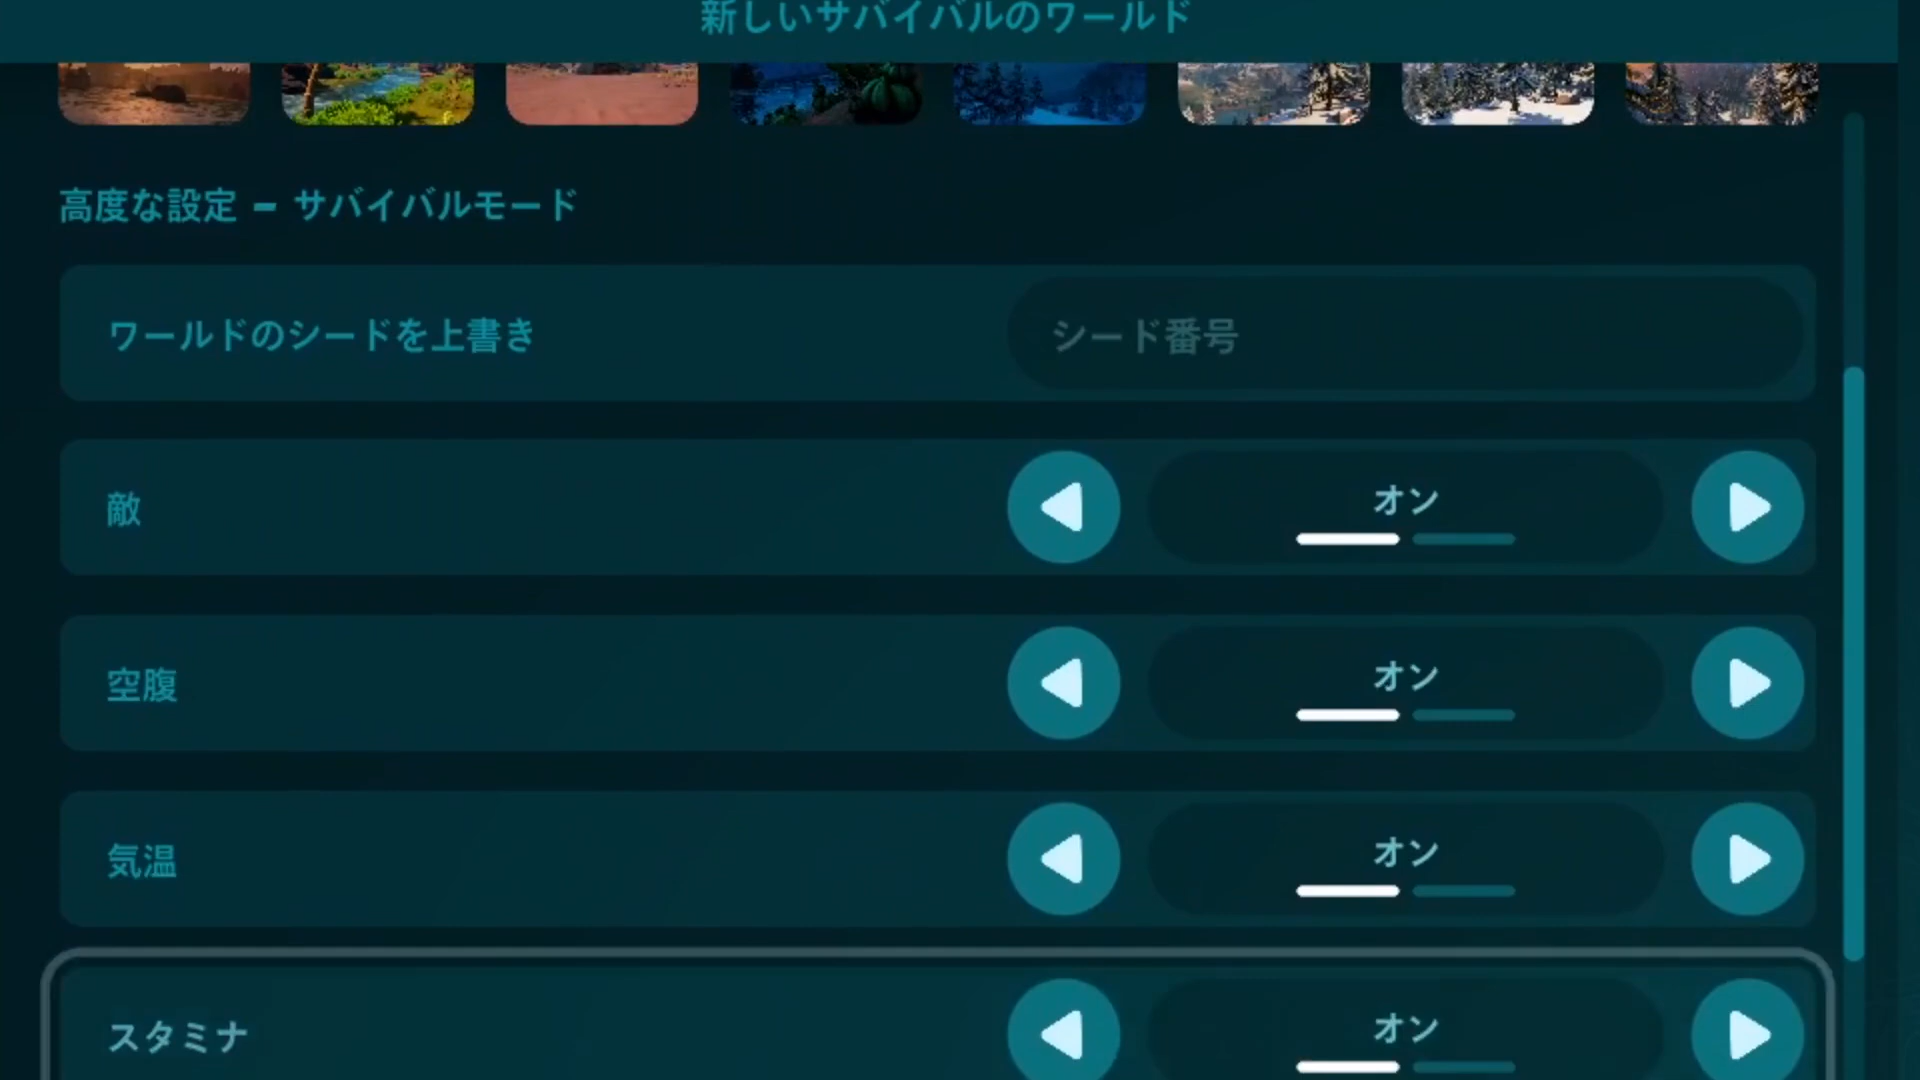 新しいサバイバルのワールド
高度な設定 - サバイバルモード
ワールドのシードを上書き
シード番号
敵
オン
空腹
オン
気温
オン
スタミナ
オン